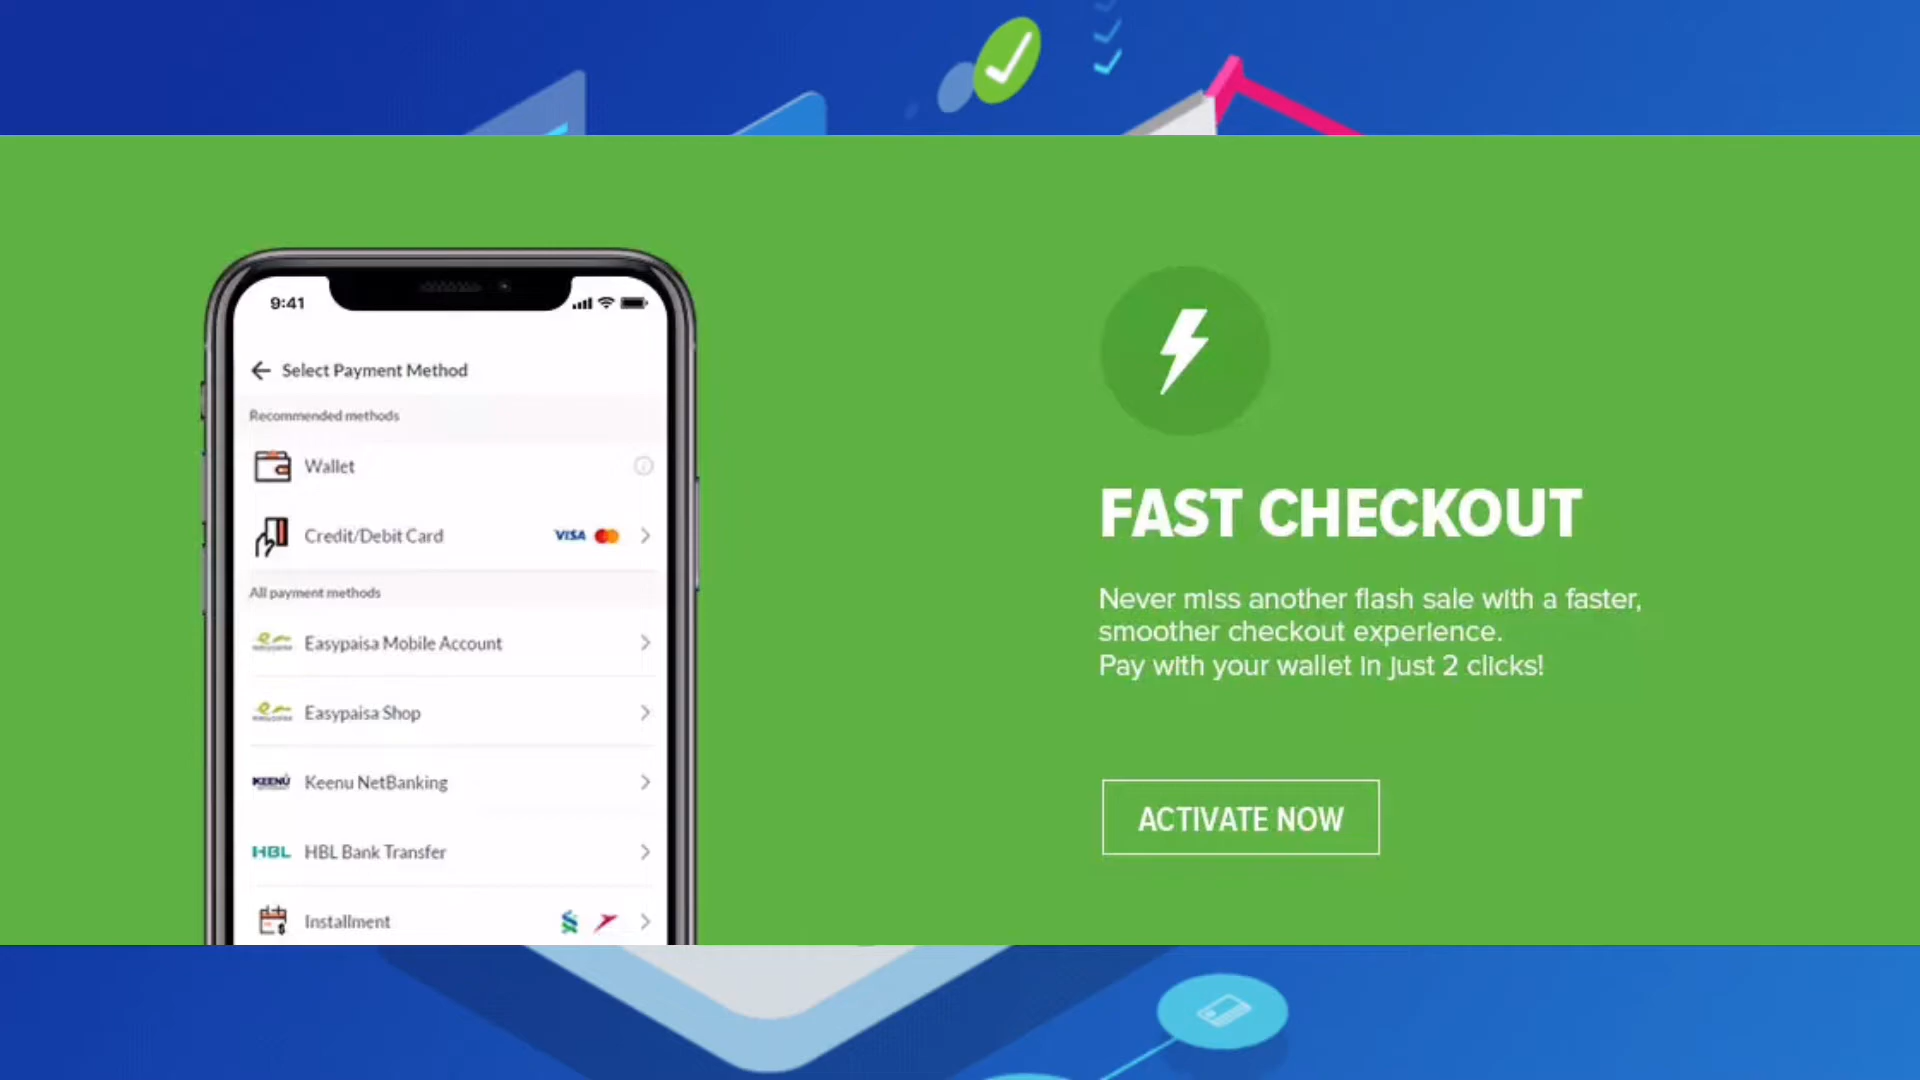 9:41
Select Payment Method
Recommended methods
Wallet
Credit/Debit Card VISA
All payment methods
Easypaisa Mobile Account
Easypaisa Shop
KEENU Keenu NetBanking
HBL HBL Bank Transfer
Installment
FAST CHECKOUT
Never miss another flash sale with a faster,
smoother checkout experience.
Pay with your wallet in just 2 clicks!
ACTIVATE NOW